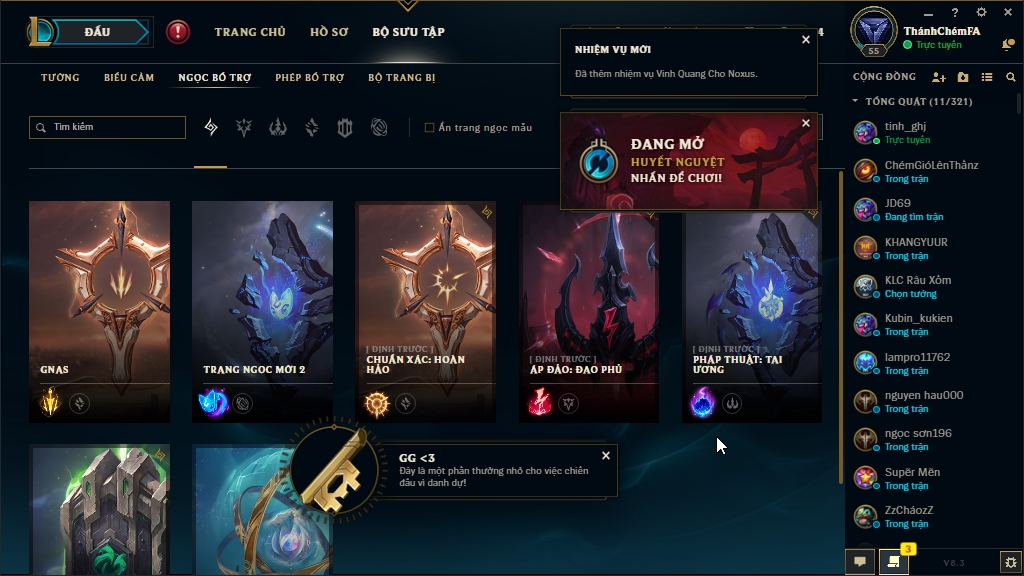 ĐẤU
TRANG CHỦ
HỒ SƠ
BỘ SƯU TẬP
4
55
ThánhChémFA
Trực tuyến
TƯỚNG
BIỂU CẢM
NGỌC BỔ TRỢ
PHÉP BỔ TRỢ
BỘ TRANG BỊ
NHIỆM VỤ MỚI
Đã thêm nhiệm vụ Vinh Quang Cho Noxus.
CỘNG ĐỒNG
TỔNG QUÁT (11/321)
Tìm kiếm
Ẩn trang ngọc mẫu
ĐANG MỞ
HUYẾT NGUYỆT
NHẤN ĐỂ CHƠI!
tinh_ghj
Trực tuyến
ChémGióLênThảnz
Trong trận
JD69
Đang tìm trận
KHANGYUUR
Trong trận
KLC Râu Xồm
Chọn tướng
Kubin_kukien
Trong trận
lampro11762
Trong trận
nguyen hau000
Trong trận
ngọc sơn196
Trong trận
Supẽr Mẽn
Trong trận
ZzCháozZ
Trong trận
GNAS
TRANG NGỌC MỚI 2
[ ĐỊNH TRƯỚC ]
CHUẨN XÁC: HOÀN
HẢO
[ ĐỊNH TRƯỚC ]
ÁP ĐẢO: ĐAO PHỦ
[ ĐỊNH TRƯỚC ]
PHÁP THUẬT: TAI
ƯƠNG
GG <3
Đây là một phần thưởng nhỏ cho việc chiến
đấu vì danh dự!
3
V8.3